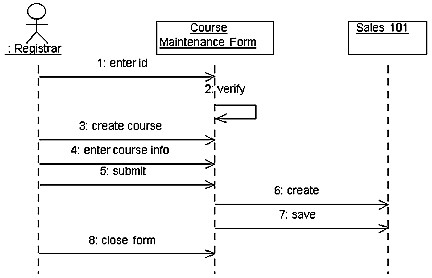 Course
Maintenance Form
Sales 101
: Registrar
1: enter id
2: verify
3: create course
4: enter course info
5: submit
6: create
7: save
8: close form